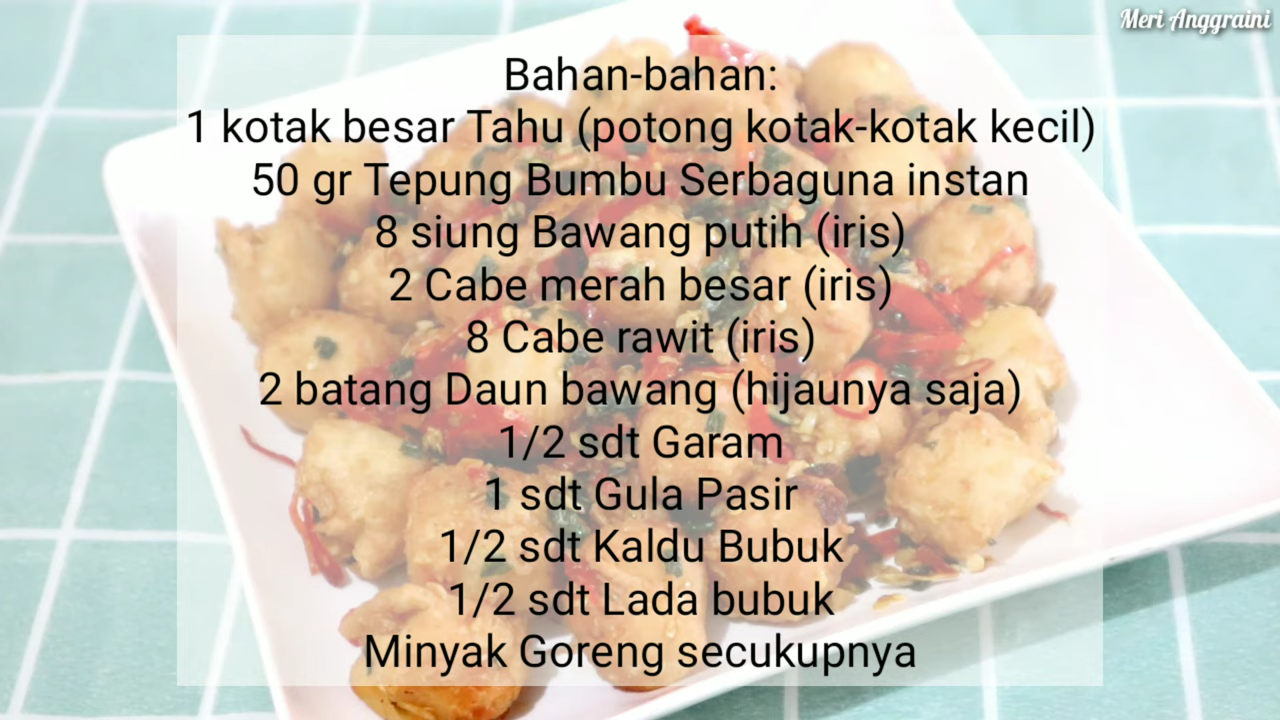 Meri Anggraini
Bahan-bahan:
1 kotak besar Tahu (potong kotak-kotak kecil)
50 gr Tepung Bumbu Serbaguna instan
8 siung Bawang putih (iris)
2 Cabe merah besar (iris)
8 Cabe rawit (iris)
2 batang Daun bawang (hijaunya saja)
1/2 sdt Garam
1 sdt Gula Pasir
1/2 sdt Kaldu Bubuk
1/2 sdt Lada bubuk
Minyak Goreng secukupnya